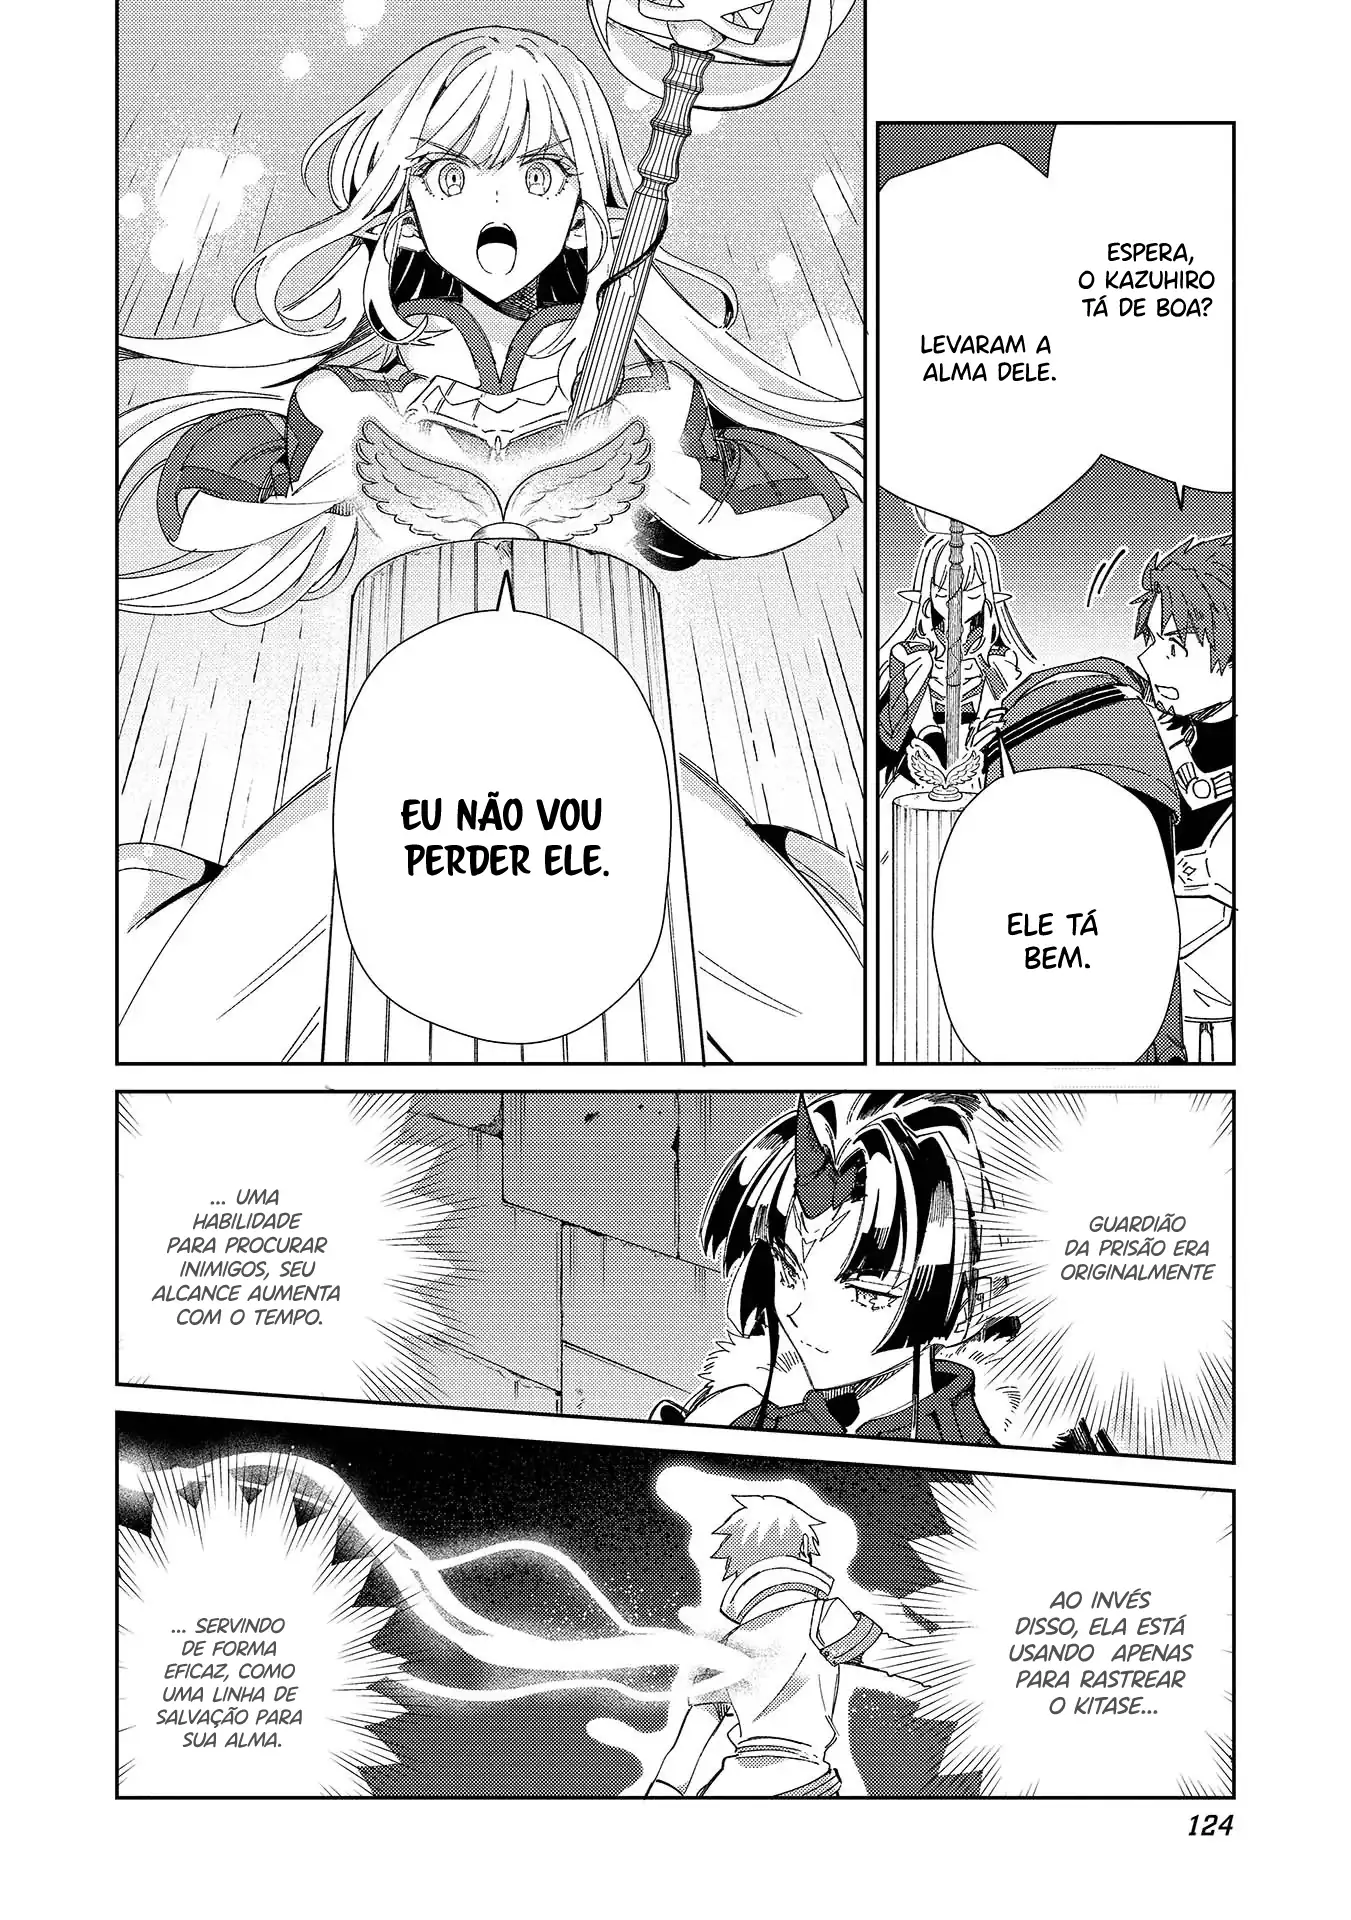 ESPERA,
O KAZUHIRO
TÁ DE BOA?
LEVARAM A
ALMA DELE.
ELE TÁ
BEM.
EU NÃO VOU
PERDER ELE.
GUARDIÃO
DA PRISÃO ERA
ORIGINALMENTE
... UMA
HABILIDADE
PARA PROCURAR
INIMIGOS, SEU
ALCANCE AUMENTA
COM O TEMPO.
AO INVÉS
DISSO, ELA ESTÁ
USANDO APENAS
PARA RASTREAR
O KITASE...
... SERVINDO
DE FORMA
EFICAZ, COMO
UMA LINHA DE
SALVAÇÃO PARA
SUA ALMA.
124